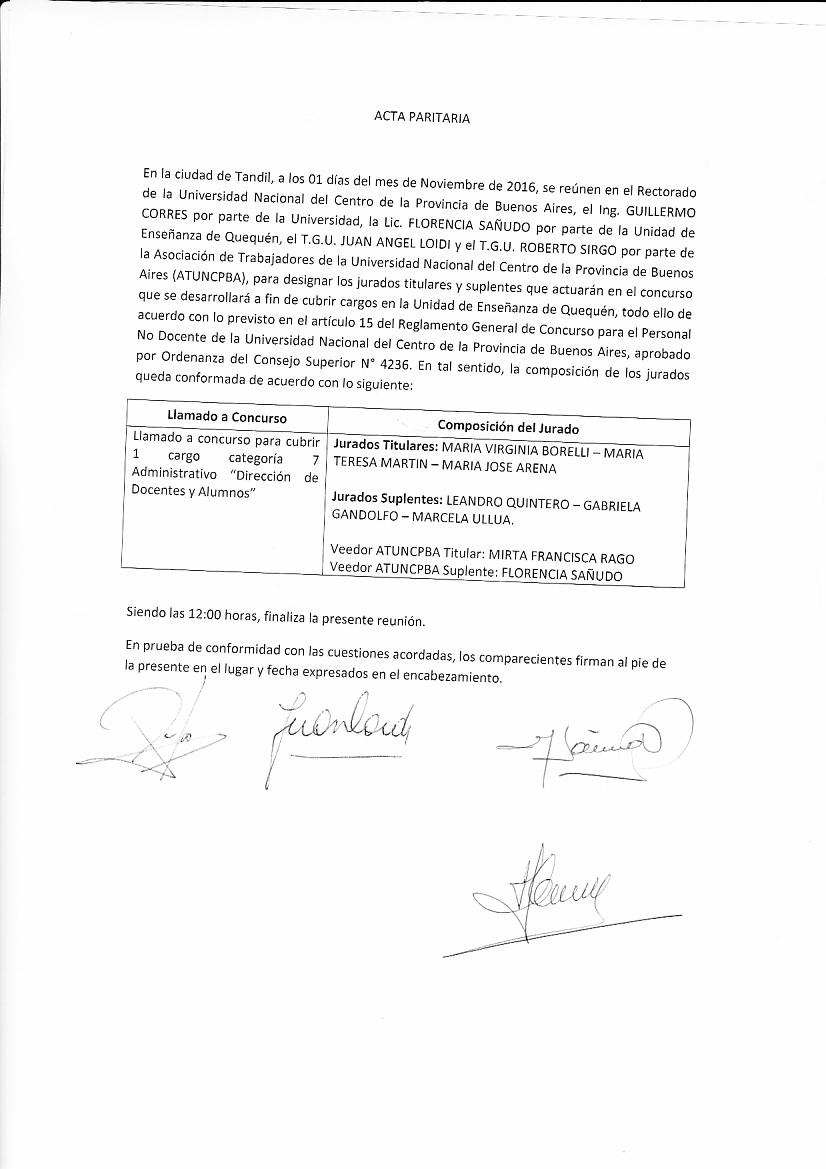 ACTA PARITARIA
En la ciudad de Tandil, a los 01 días del mes de Noviembre de 2016, se reúnen en el Rectorado
de la Universidad Nacional del Centro de la Provincia de Buenos Aires, el Ing. GUILLERMO
CORRES por parte de la Universidad, la Lic. FLORENCIA SAÑUDO por parte de la Unidad de
Enseñanza de Quequén, el T.G.U. JUAN ANGEL LOIDI y el T.G.U. ROBERTO SIRGO por parte de
la Asociación de Trabajadores de la Universidad Nacional del Centro de la Provincia de Buenos
Aires (ATUNCPBA), para designar los jurados titulares y suplentes que actuarán en el concurso
que se desarrollará a fin de cubrir cargos en la Unidad de Enseñanza de Quequén, todo ello de
acuerdo con lo previsto en el artículo 15 del Reglamento General de Concurso para el Personal
No Docente de la Universidad Nacional del Centro de la Provincia de Buenos Aires, aprobado
por Ordenanza del Consejo Superior N° 4236. En tal sentido, la composición de los jurados
queda conformada de acuerdo con lo siguiente:
Llamado a Concurso
Llamado a concurso para cubrir
1 cargo categoría 7
Administrativo "Dirección de
Docentes y Alumnos"
Composición del Jurado
Jurados Titulares: MARIA VIRGINIA BORELLI – MARIA
TERESA MARTIN – MARIA JOSE ARENA
Jurados Suplentes: LEANDRO QUINTERO – GABRIELA
GANDOLFO – MARCELA ULLUA.
Veedor ATUNCPBA Titular: MIRTA FRANCISCA RAGO
Veedor ATUNCPBA Suplente: FLORENCIA SAÑUDO
Siendo las 12:00 horas, finaliza la presente reunión.
En prueba de conformidad con las cuestiones acordadas, los comparecientes firman al pie de
la presente en el lugar y fecha expresados en el encabezamiento.